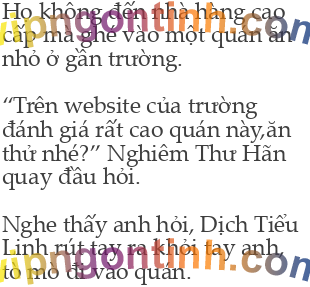 Họ không đến nhà hàng cao
cấp mà ghé vào một quán ăn
nhỏ ở gần trường.
“Trên website của trường
đánh giá rất cao quán này,ăn
thử nhé?” Nghiêm Thư Hãn
quay đầu hỏi.
Nghe thấy anh hỏi, Dịch Tiểu
Linh rút tay ra khỏi tay anh,
tò mò đi vào quán.
vipngontinh.com
vipngontinh.com